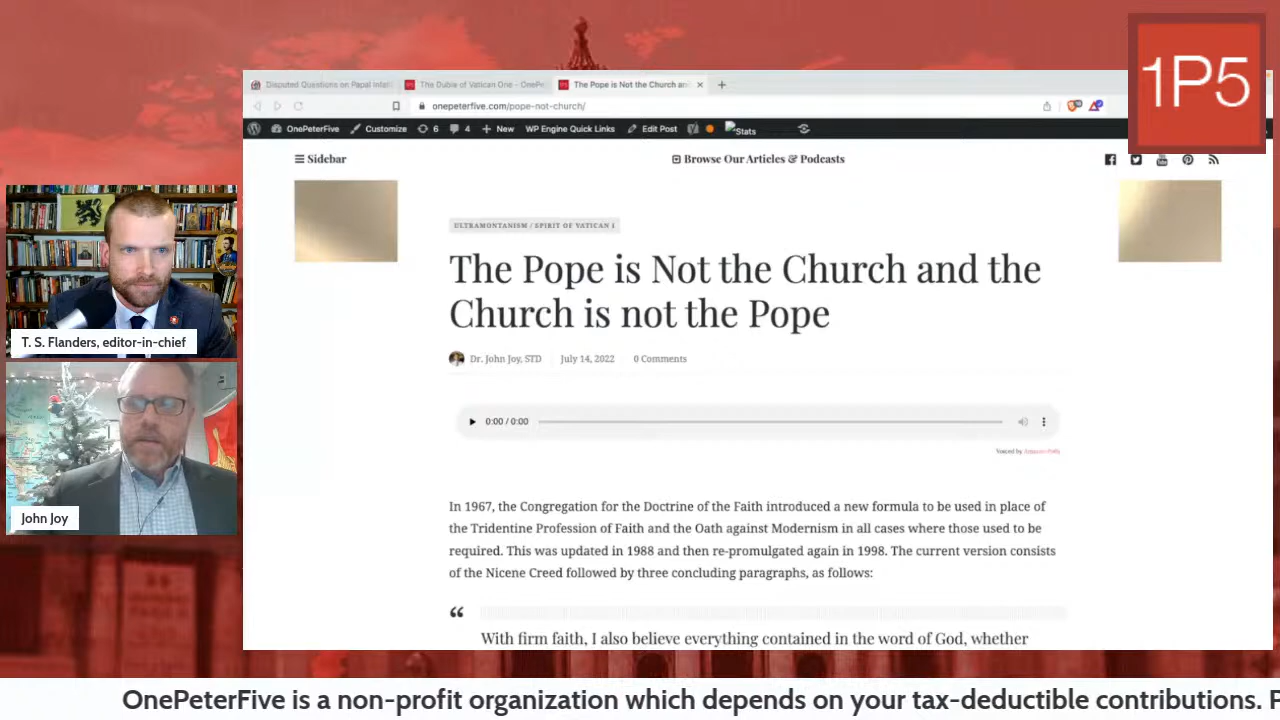 1P5
Disputed Questions on Papal Infalli
The Dubia of Vatican One - OnePe
The Pope is Not the Church an
onepeterfive.com/pope-not-church/
OnePeterFive Customize 6 4 New WP Engine Quick Links Edit Post Stats
Sidebar
Browse Our Articles & Podcasts
ULTRAMONTANISM / SPIRIT OF VATICAN I
The Pope is Not the Church and the
Church is not the Pope
Dr. John Joy, STD July 14, 2022 0 Comments
0:00 / 0:00
Voiced by Amazon Polly
In 1967, the Congregation for the Doctrine of the Faith introduced a new formula to be used in place of
the Tridentine Profession of Faith and the Oath against Modernism in all cases where those used to be
required. This was updated in 1988 and then re-promulgated again in 1998. The current version consists
of the Nicene Creed followed by three concluding paragraphs, as follows:
“
With firm faith, I also believe everything contained in the word of God, whether
T. S. Flanders, editor-in-chief
John Joy
OnePeterFive is a non-profit organization which depends on your tax-deductible contributions. P